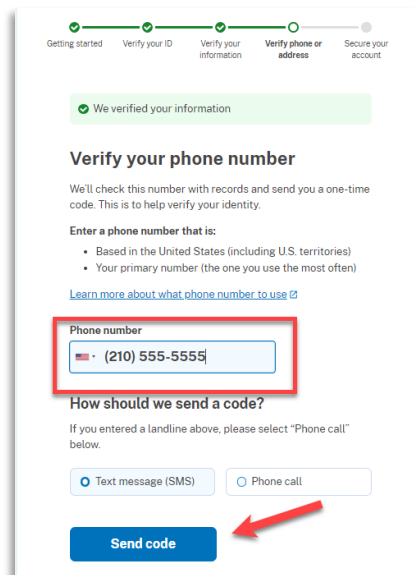 Getting started
Verify your ID
Verify your
information
Verify phone or
address
Secure your
account
We verified your information
Verify your phone number
We'll check this number with records and send you a one-time
code. This is to help verify your identity.
Enter a phone number that is:
• Based in the United States (including U.S. territories)
• Your primary number (the one you use the most often)
Learn more about what phone number to use
Phone number
(210) 555-5555
How should we send a code?
If you entered a landline above, please select “Phone call”
below.
Text message (SMS)
Phone call
Send code